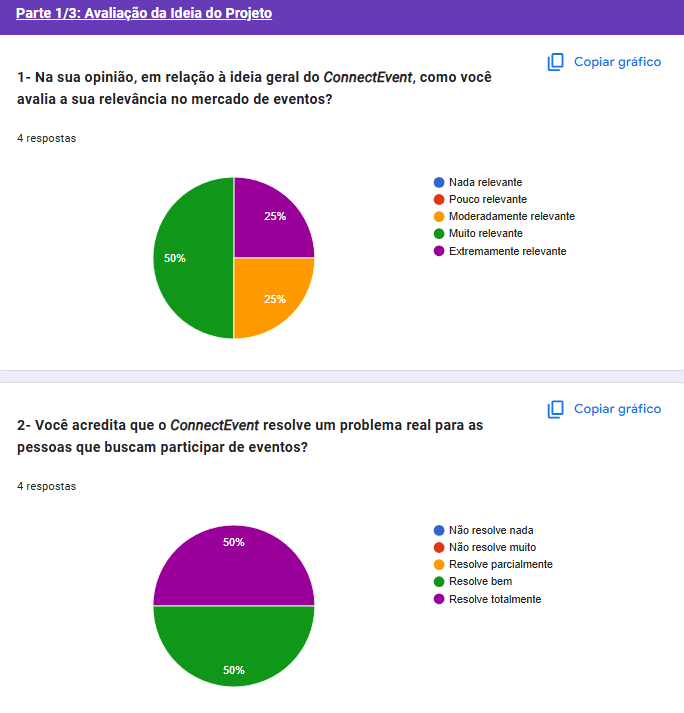 Parte 1/3: Avaliação da Ideia do Projeto
Copiar gráfico
1- Na sua opinião, em relação à ideia geral do ConnectEvent, como você
avalia a sua relevância no mercado de eventos?
4 respostas
25%
50%
25%
Nada relevante
Pouco relevante
Moderadamente relevante
Muito relevante
Extremamente relevante
Copiar gráfico
2- Você acredita que o ConnectEvent resolve um problema real para as
pessoas que buscam participar de eventos?
4 respostas
50%
50%
Não resolve nada
Não resolve muito
Resolve parcialmente
Resolve bem
Resolve totalmente